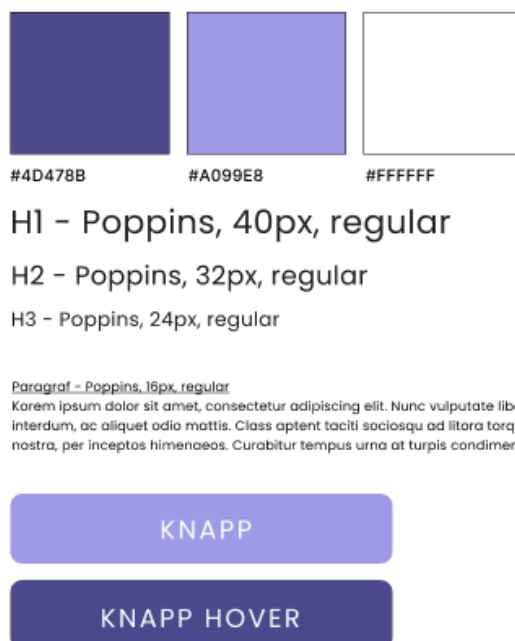 #4D478B #A099E8 #FFFFFF
H1 - Poppins, 40px, regular
H2 - Poppins, 32px, regular
H3 - Poppins, 24px, regular
Paragraf - Poppins, 16px, regular
Korem ipsum dolor sit amet, consectetur adipiscing elit. Nunc vulputate
interdum, ac aliquet odio mattis. Class aptent taciti sociosqu ad litora
nostra, per inceptos himenaeos. Curabitur tempus urna at turpis
KNAPP
KNAPP HOVER